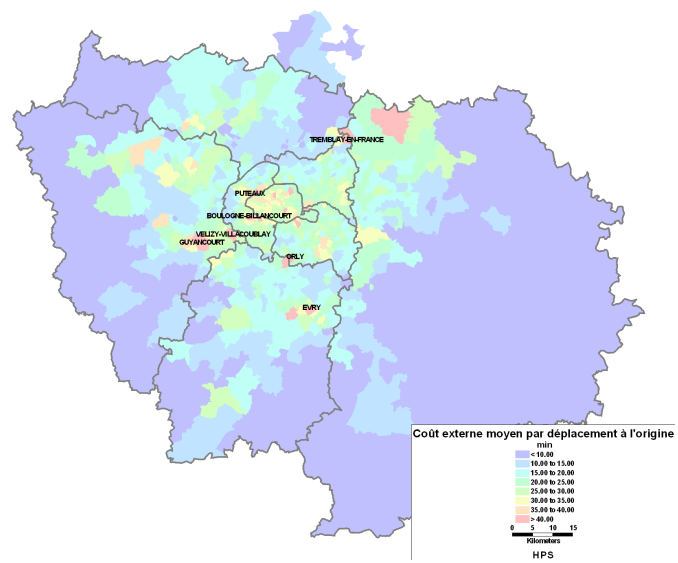 TREMBLAY-EN-FRANCE
PUTEAUX
BOULOGNE-BILLANCOURT
VELIZY-VILLACOUBLAY
GUYANCOURT
ORLY
EVRY
Coût externe moyen par déplacement à l'origine
min
< 10.00
10.00 to 15.00
15.00 to 20.00
20.00 to 25.00
25.00 to 30.00
30.00 to 35.00
35.00 to 40.00
> 40.00
0 5 10 15
Kilometers
HPS